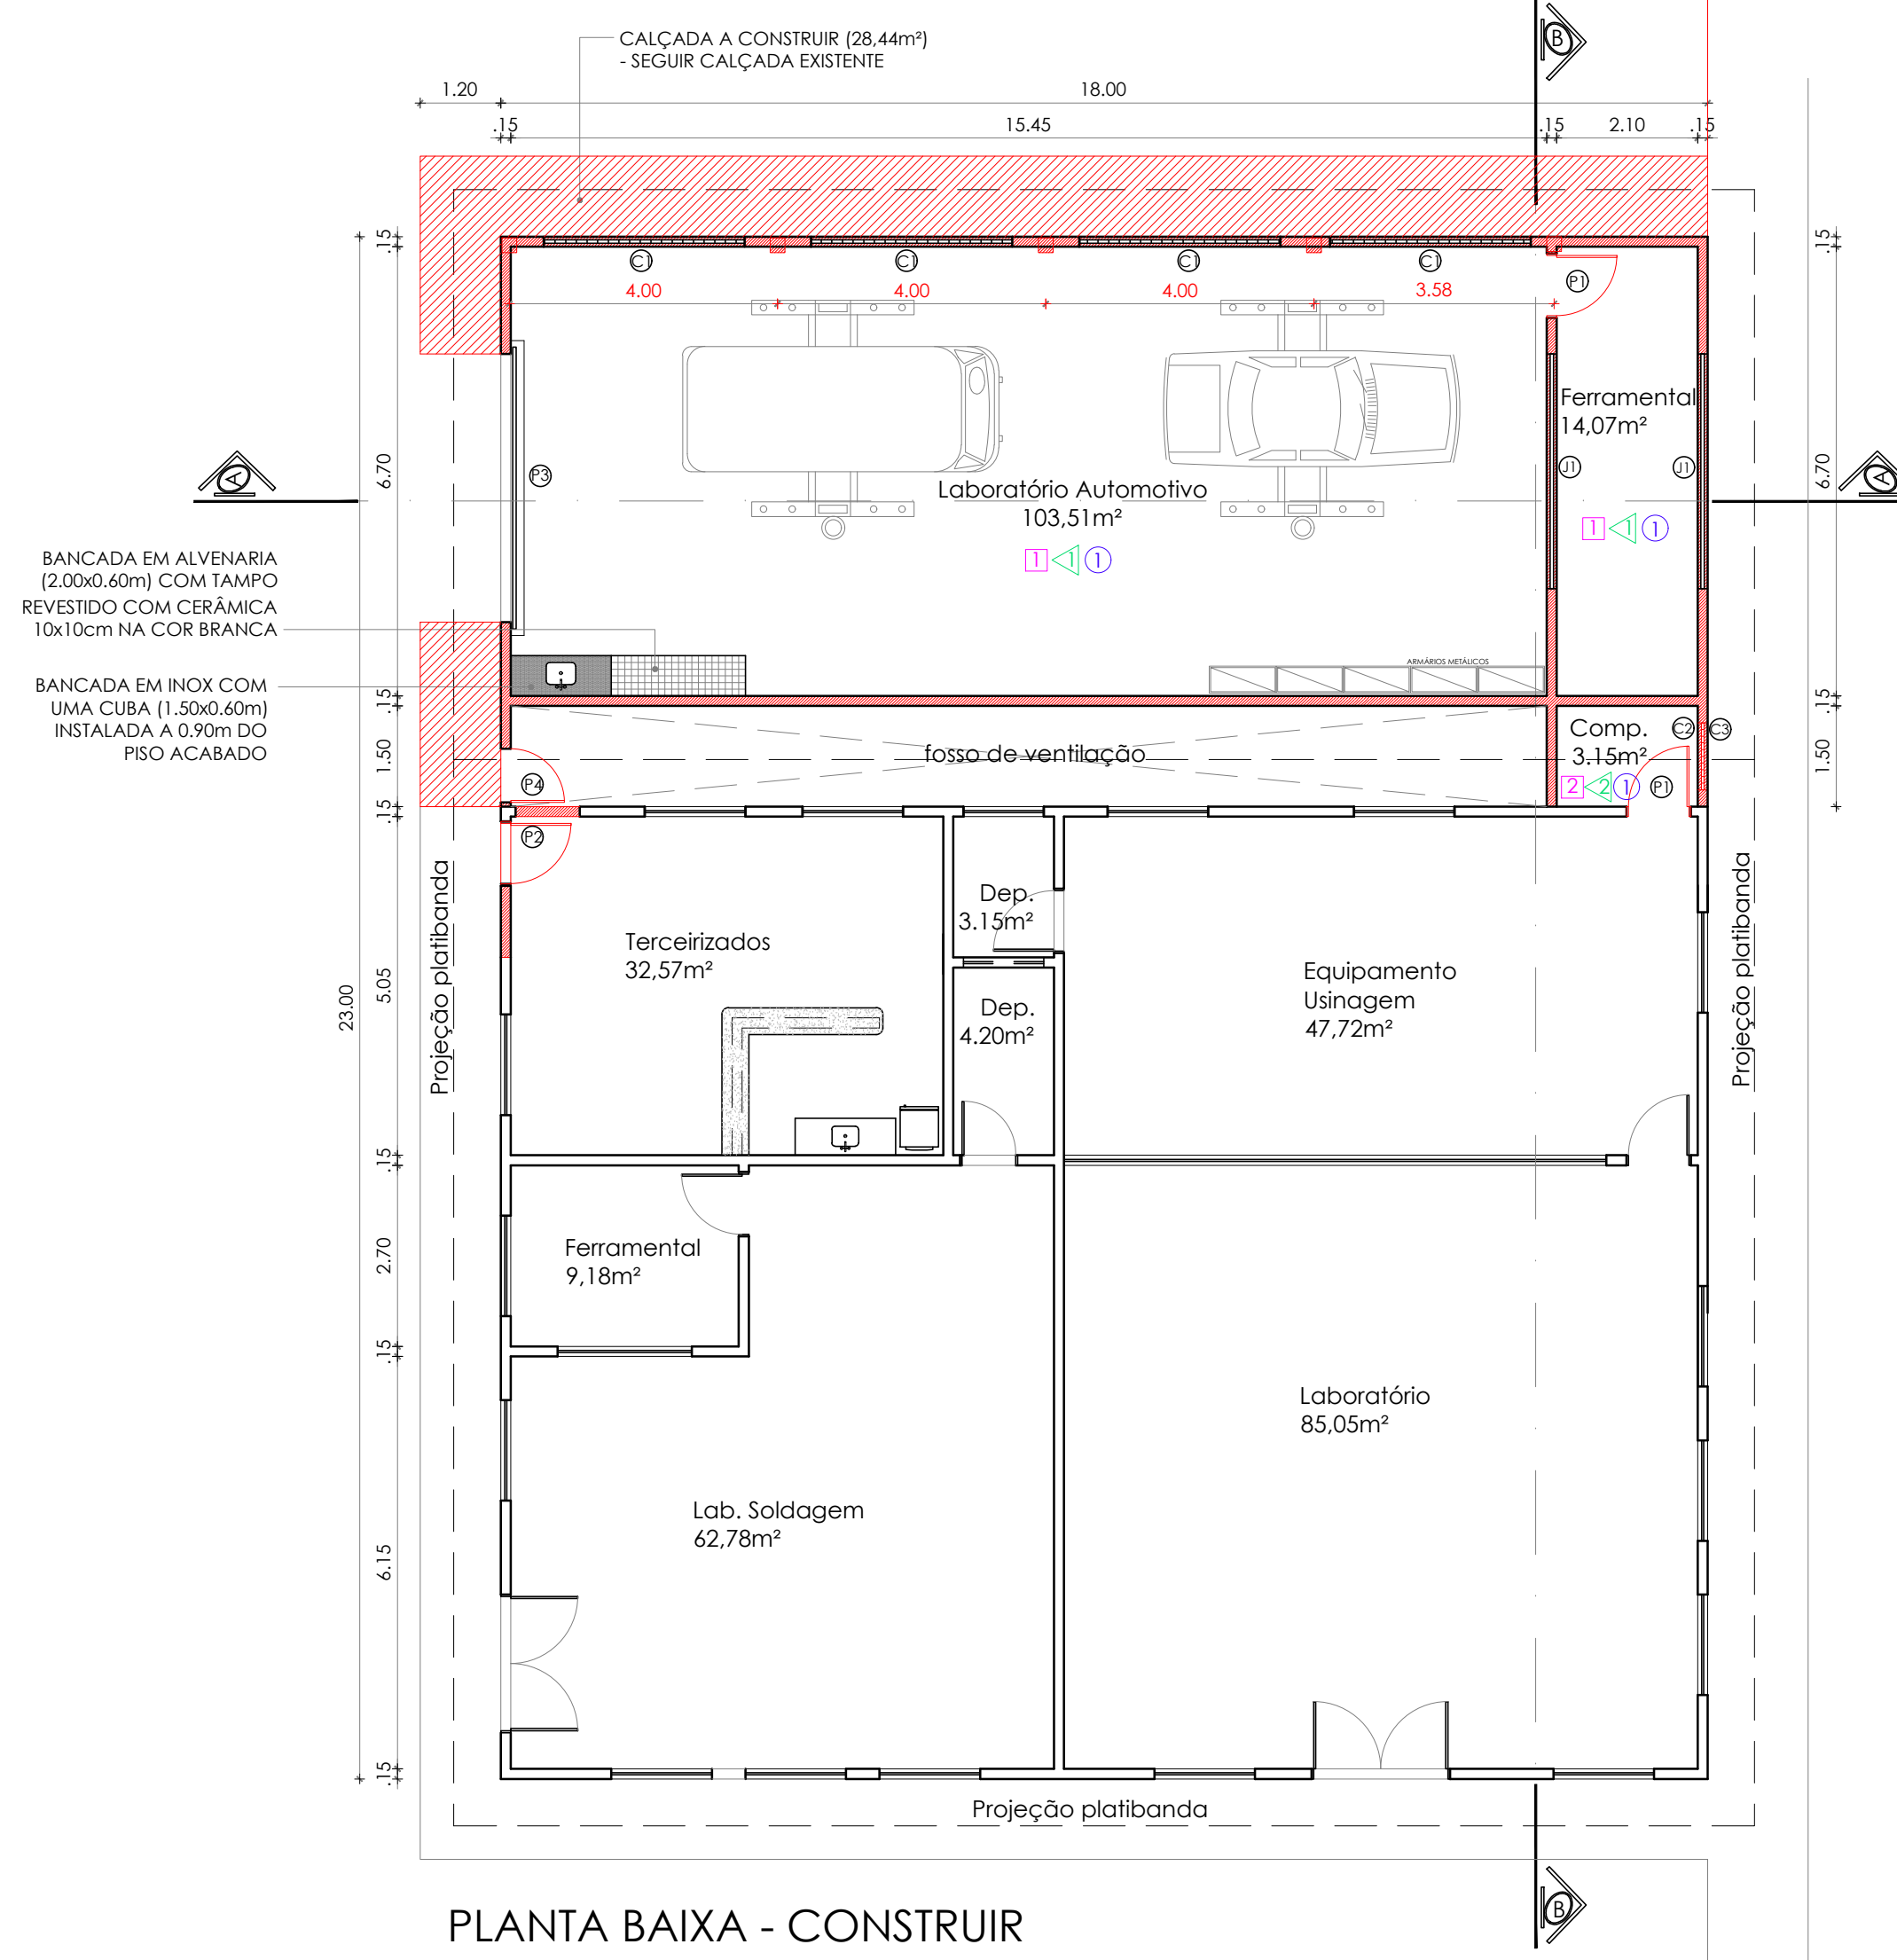 CALÇADA A CONSTRUIR (28,44m²)
- SEGUIR CALÇADA EXISTENTE
B
1.20
18.00
.15
15.45
.15
2.10
.15
.15
.15
C1
C1
C1
C1
P1
4.00
4.00
4.00
3.58
Ferramental
14,07m²
J1
J1
1
1
1
A
6.70
P3
Laboratório Automotivo
103,51m²
1
1
1
6.70
A
BANCADA EM ALVENARIA
(2.00x0.60m) COM TAMPO
REVESTIDO COM CERÂMICA
10x10cm NA COR BRANCA
BANCADA EM INOX COM
UMA CUBA (1.50x0.60m)
INSTALADA A 0.90m DO
PISO ACABADO
ARMÁRIOS METÁLICOS
.15
.15
1.50
1.50
fosso de ventilação
Comp.
3.15m²
C2
C3
2
2
1
P1
P4
.15
P2
Projeção platibanda
Projeção platibanda
Terceirizados
32,57m²
Dep.
3.15m²
Dep.
4.20m²
Equipamento
Usinagem
47,72m²
23.00
5.05
.15
2.70
Ferramental
9,18m²
.15
Laboratório
85,05m²
Lab. Soldagem
62,78m²
6.15
.15
Projeção platibanda
B
PLANTA BAIXA - CONSTRUIR